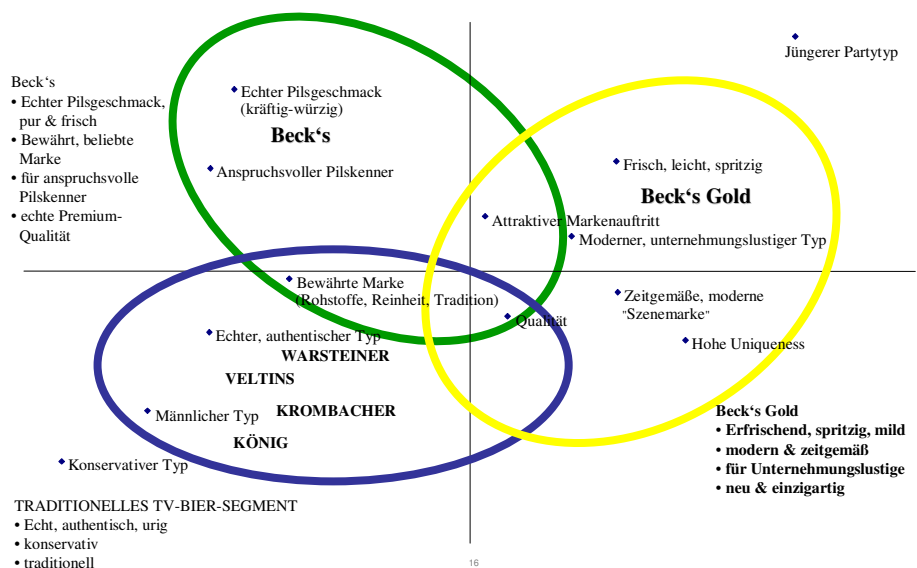 Jüngerer Partytyp
Beck‘s
• Echter Pilsgeschmack,
pur & frisch
• Bewährt, beliebte
Marke
• für anspruchsvolle
Pilskenner
• echte Premium-
Qualität
Echter Pilsgeschmack
(kräftig-würzig)
Beck‘s
Anspruchsvoller Pilskenner
Frisch, leicht, spritzig
Beck‘s Gold
Attraktiver Markenauftritt
Moderner, unternehmungslustiger Typ
Bewährte Marke
(Rohstoffe, Reinheit, Tradition)
Zeitgemäße, moderne
"Szenemarke"
Qualität
Echter, authentischer Typ
Hohe Uniqueness
WARSTEINER
VELTINS
Männlicher Typ
KROMBACHER
KÖNIG
Konservativer Typ
Beck‘s Gold
• Erfrischend, spritzig, mild
• modern & zeitgemäß
• für Unternehmungslustige
• neu & einzigartig
TRADITIONELLES TV-BIER-SEGMENT
• Echt, authentisch, urig
• konservativ
• traditionell
16